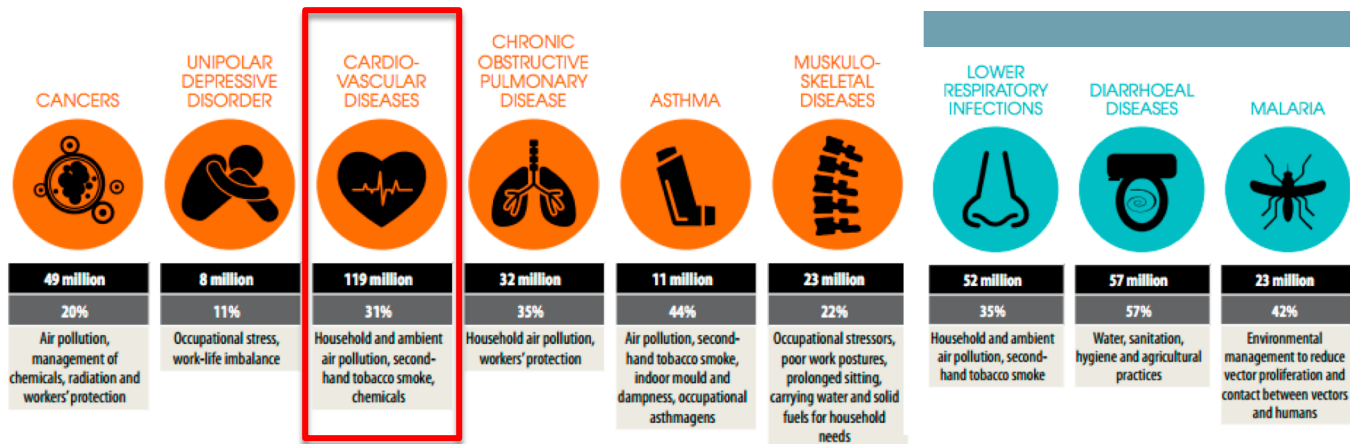 CANCERS
49 million
20%
Air pollution,
management of
chemicals, radiation and
workers' protection
UNIPOLAR
DEPRESSIVE
DISORDER
8 million
11%
Occupational stress,
work-life imbalance
CARDIO-
VASCULAR
DISEASES
119 million
31%
Household and ambient
air pollution, second-
hand tobacco smoke,
chemicals
CHRONIC
OBSTRUCTIVE
PULMONARY
DISEASE
32 million
35%
Household air pollution,
workers' protection
ASTHMA
11 million
44%
Air pollution, second-
hand tobacco smoke,
indoor mould and
dampness, occupational
asthmagens
MUSKULO-
SKELETAL
DISEASES
23 million
22%
Occupational stressors,
poor work postures,
prolonged sitting,
carrying water and solid
fuels for household
needs
LOWER
RESPIRATORY
INFECTIONS
52 million
35%
Household and ambient
air pollution, second-
hand tobacco smoke
DIARRHOEAL
DISEASES
57 million
57%
Water, sanitation,
hygiene and agricultural
practices
MALARIA
23 million
42%
Environmental
management to reduce
vector proliferation and
contact between vectors
and humans